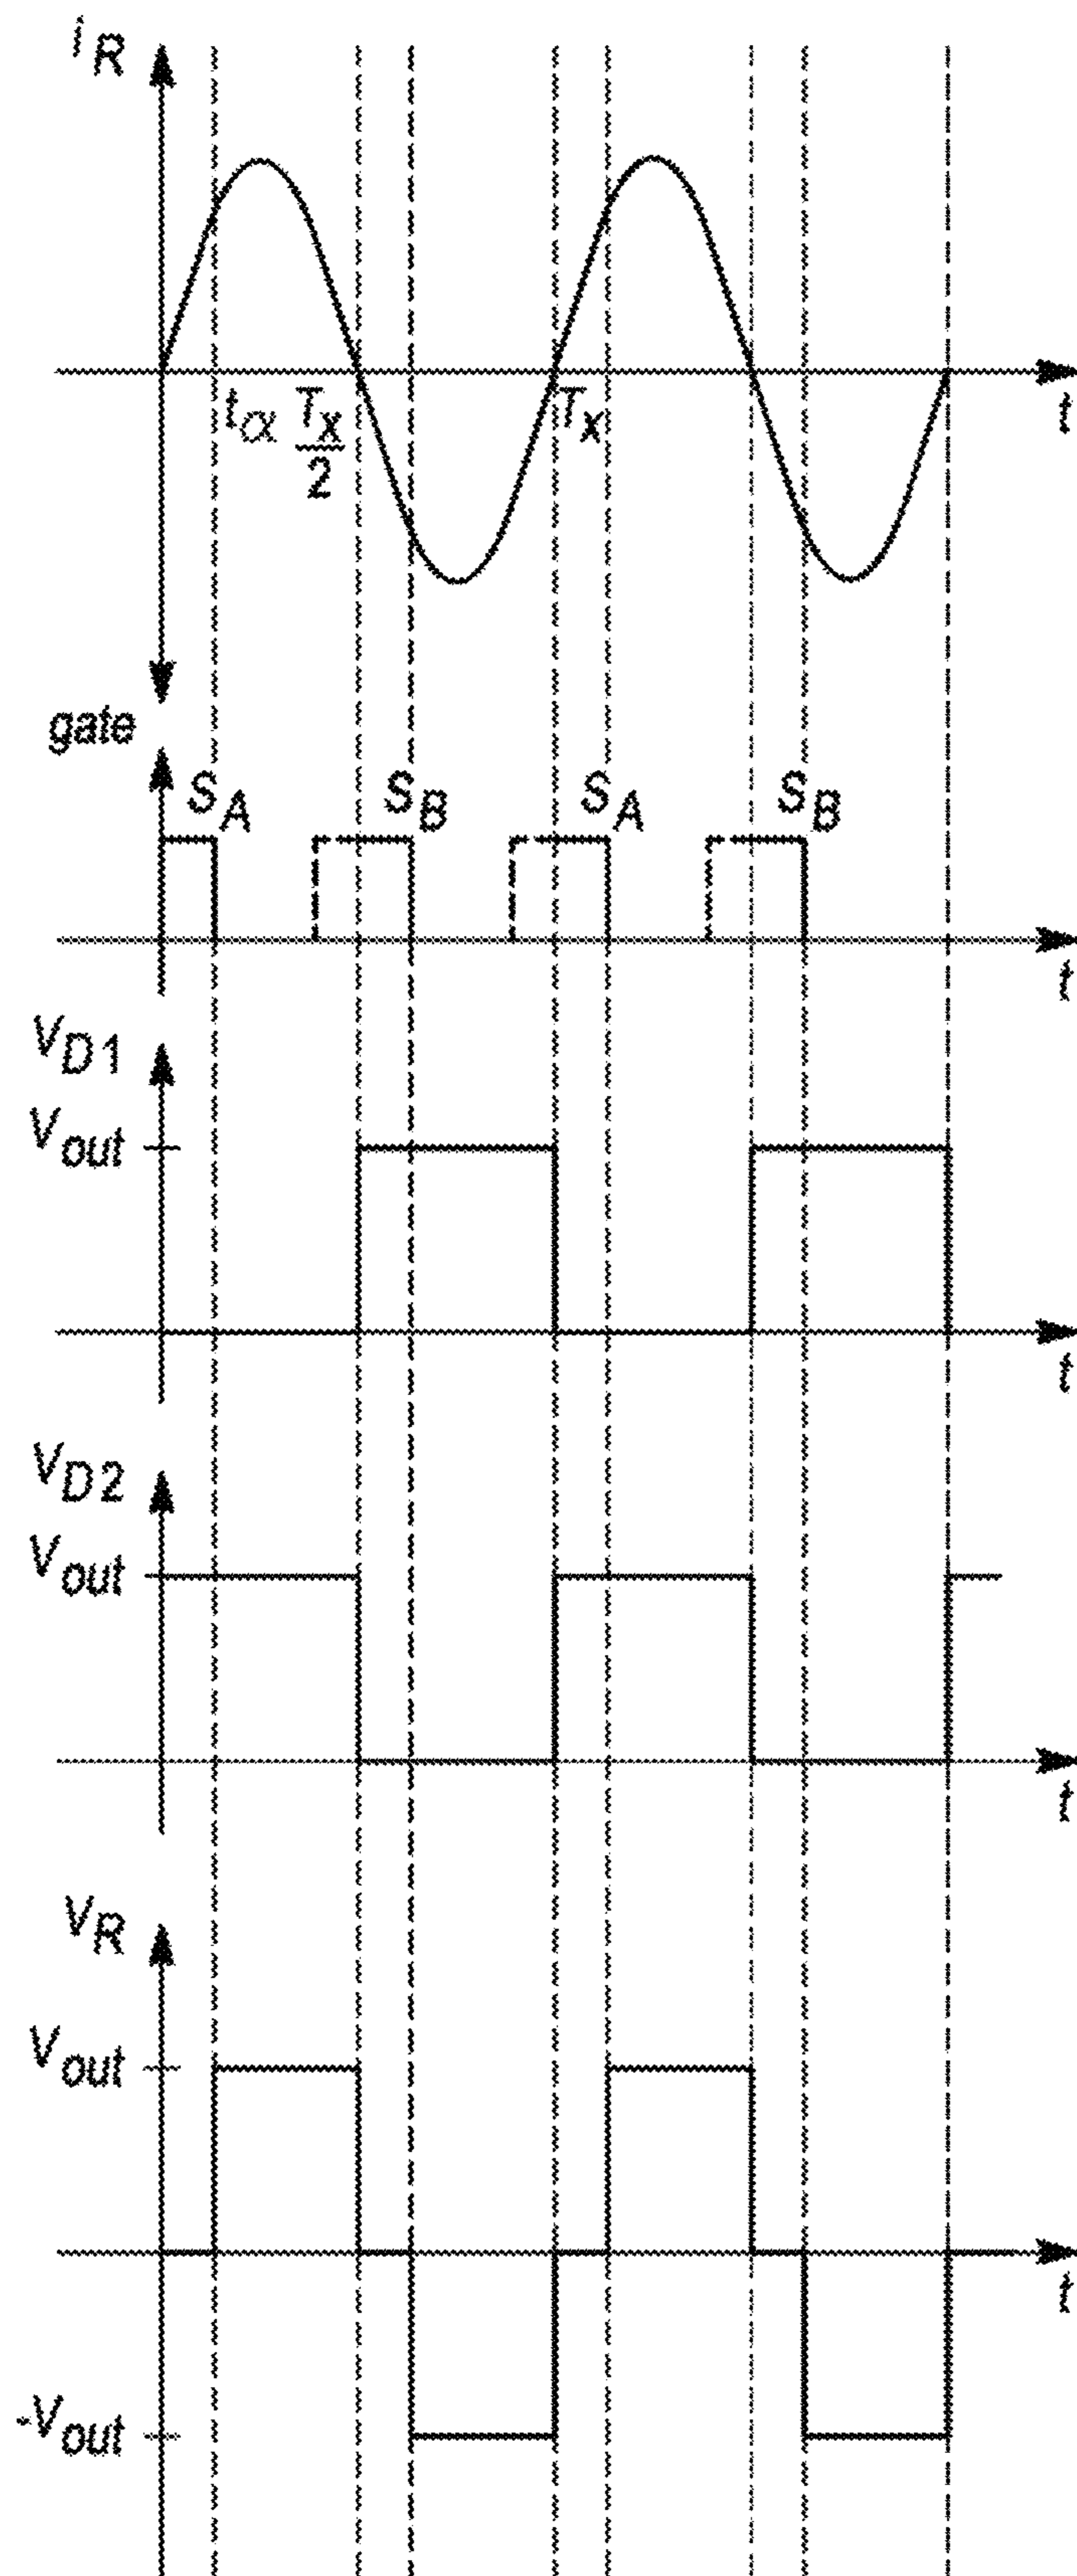 i_R
t_α T_x/2 T_x t
gate
S_A S_B S_A S_B
t
V_D1
V_out
t
V_D2
V_out
t
V_R
V_out
t
-V_out